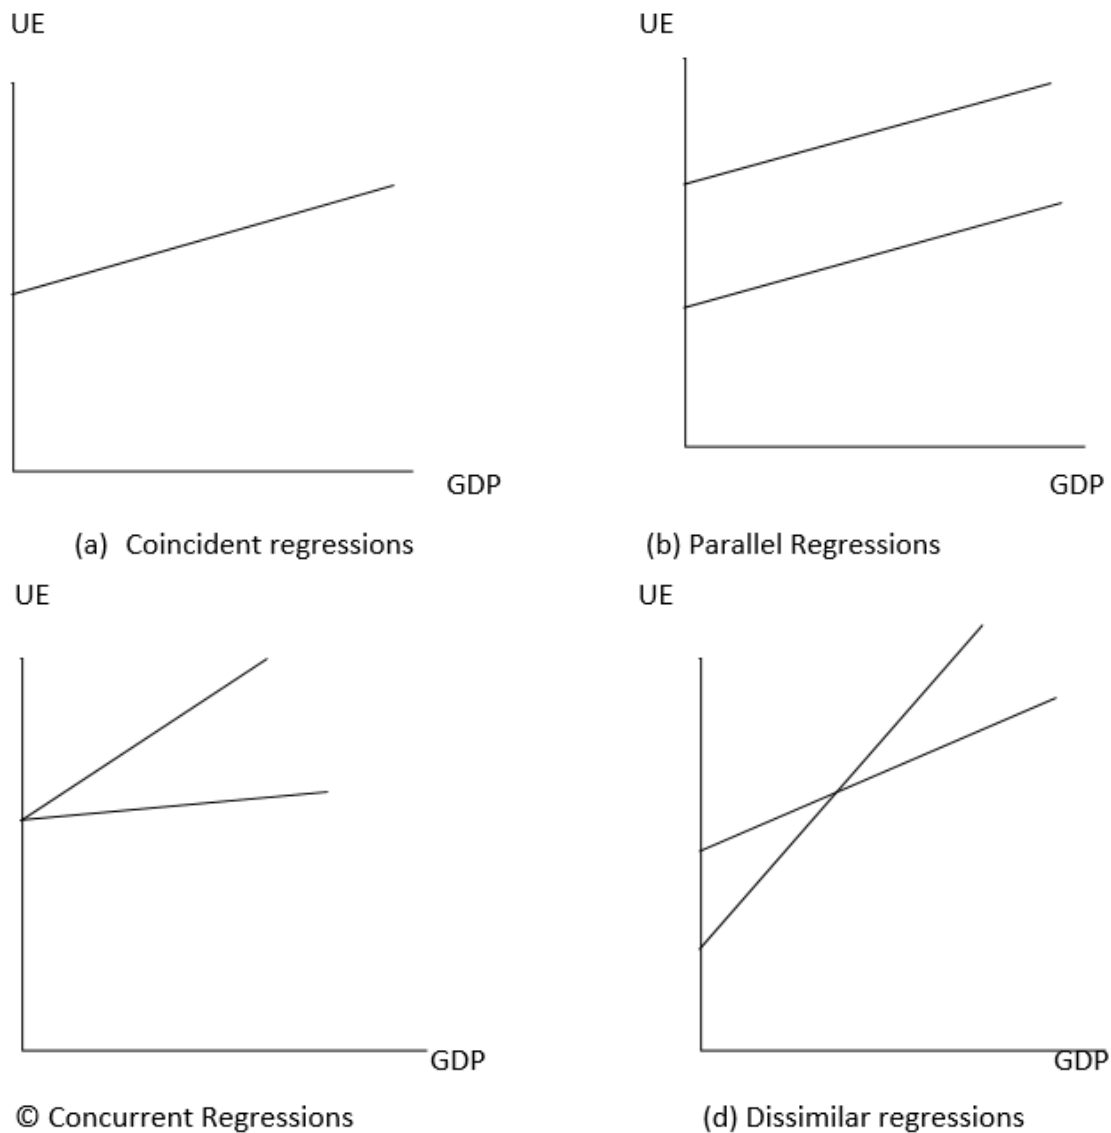 UE
UE
GDP
GDP
(a) Coincident regressions
(b) Parallel Regressions
UE
UE
GDP
GDP
© Concurrent Regressions
(d) Dissimilar regressions